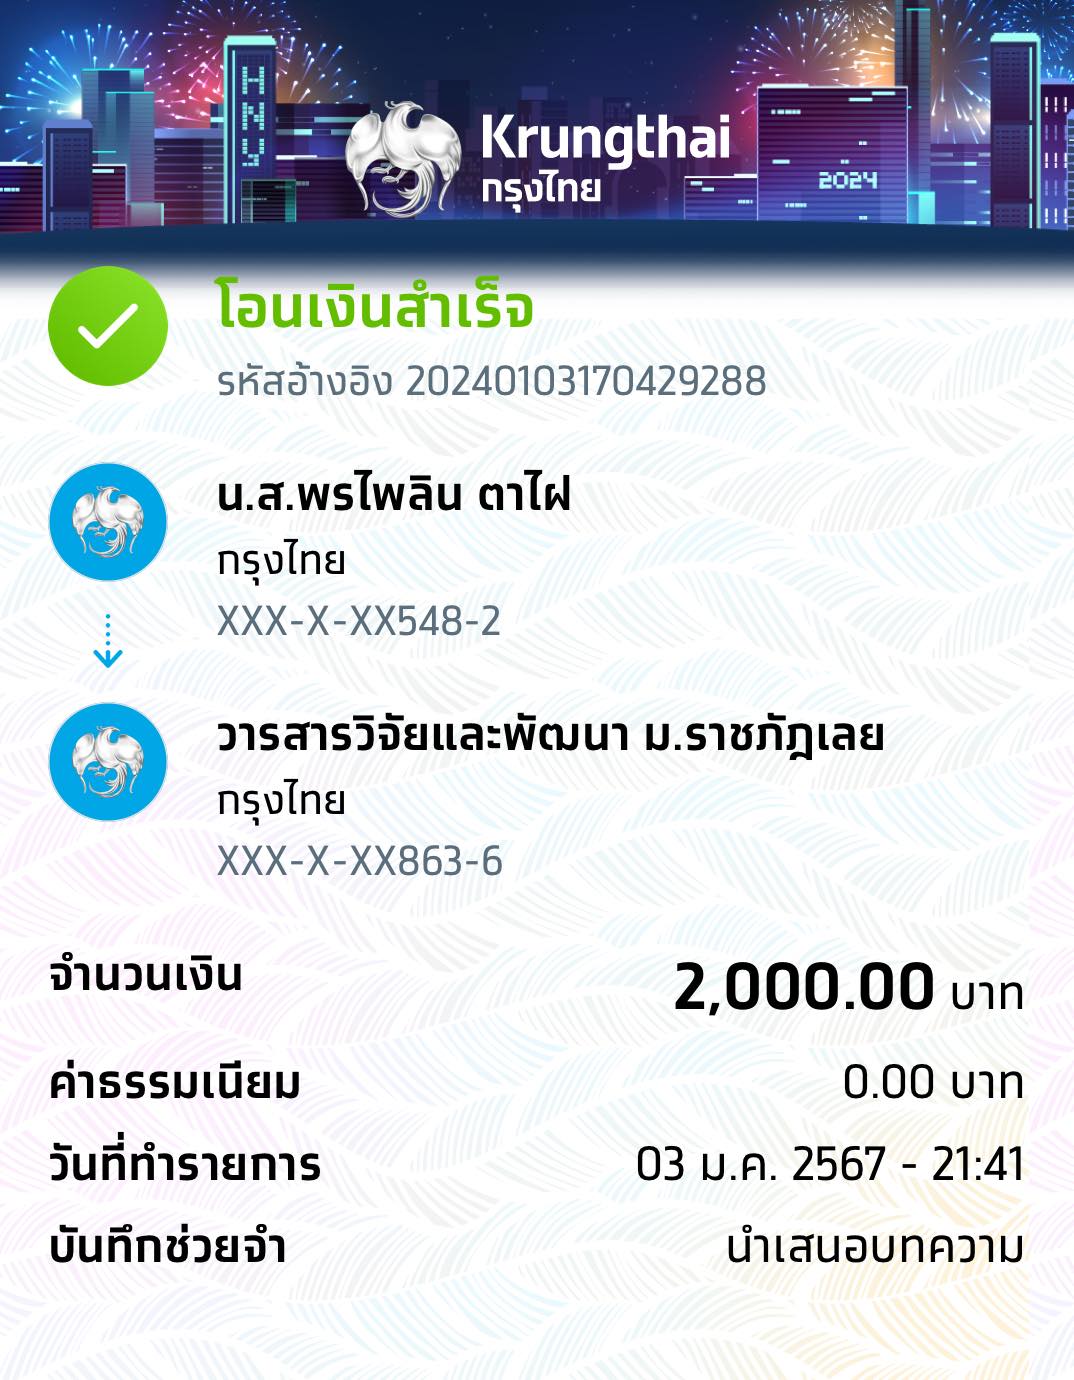 HNY
Krungthai
กรุงไทย
2024
โอนเงินสำเร็จ
รหัสอ้างอิง 20240103170429288
น.ส.พรไพลิน ตาไฝ
กรุงไทย
XXX-X-XX548-2
วารสารวิจัยและพัฒนา ม.ราชภัฎเลย
กรุงไทย
XXX-X-XX863-6
จำนวนเงิน 2,000.00 บาท
ค่าธรรมเนียม 0.00 บาท
วันที่ทำรายการ 03 ม.ค. 2567 - 21:41
บันทึกช่วยจำ นำเสนอบทความ